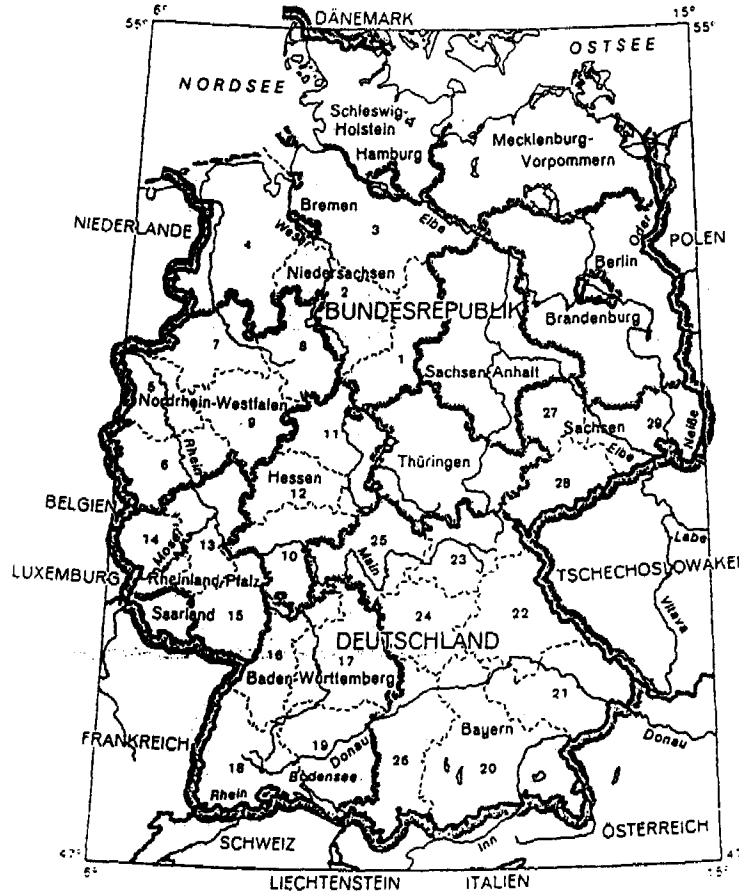 6°
15°
DÄNEMARK
55°
55°
OSTSEE
NORDSEE
Schleswig-
Holstein
Mecklenburg-
Vorpommern
Hamburg
Bremen
Elbe
NIEDERLANDE
Weser
3
4
Oder
POLEN
Berlin
Niedersachsen
2
BUNDESREPUBLIK
Brandenburg
7
8
1
Sachsen-Anhalt
5
Nordrhein-Westfalen
9
27
Sachsen
29
Neiße
11
Rhein
Thüringen
Elbe
6
Hessen
12
28
BELGIEN
14
Mosel
13
10
25
Main
23
Labe
LUXEMBURG
Rheinland-Pfalz
TSCHECHOSLOWAKEI
Saarland
15
24
22
Vltava
DEUTSCHLAND
16
17
Baden-Württemberg
21
FRANKREICH
Bayern
Donau
19
Donau
18
Bodensee
26
20
Rhein
SCHWEIZ
Inn
ÖSTERREICH
47°
47°
6°
15°
LIECHTENSTEIN
ITALIEN